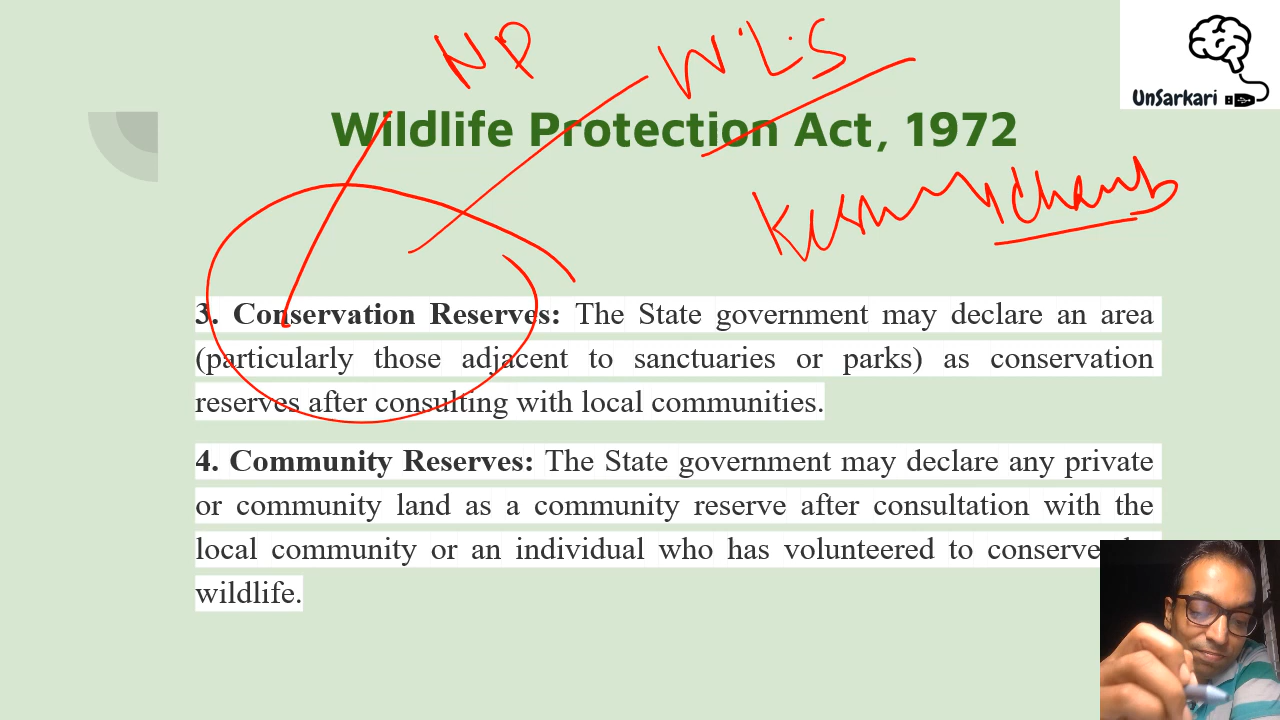 NP
W.L.S
UnSarkari
Wildlife Protection Act, 1972
3. Conservation Reserves: The State government may declare an area
(particularly those adjacent to sanctuaries or parks) as conservation
reserves after consulting with local communities.
4. Community Reserves: The State government may declare any private
or community land as a community reserve after consultation with the
local community or an individual who has volunteered to conserve
wildlife.